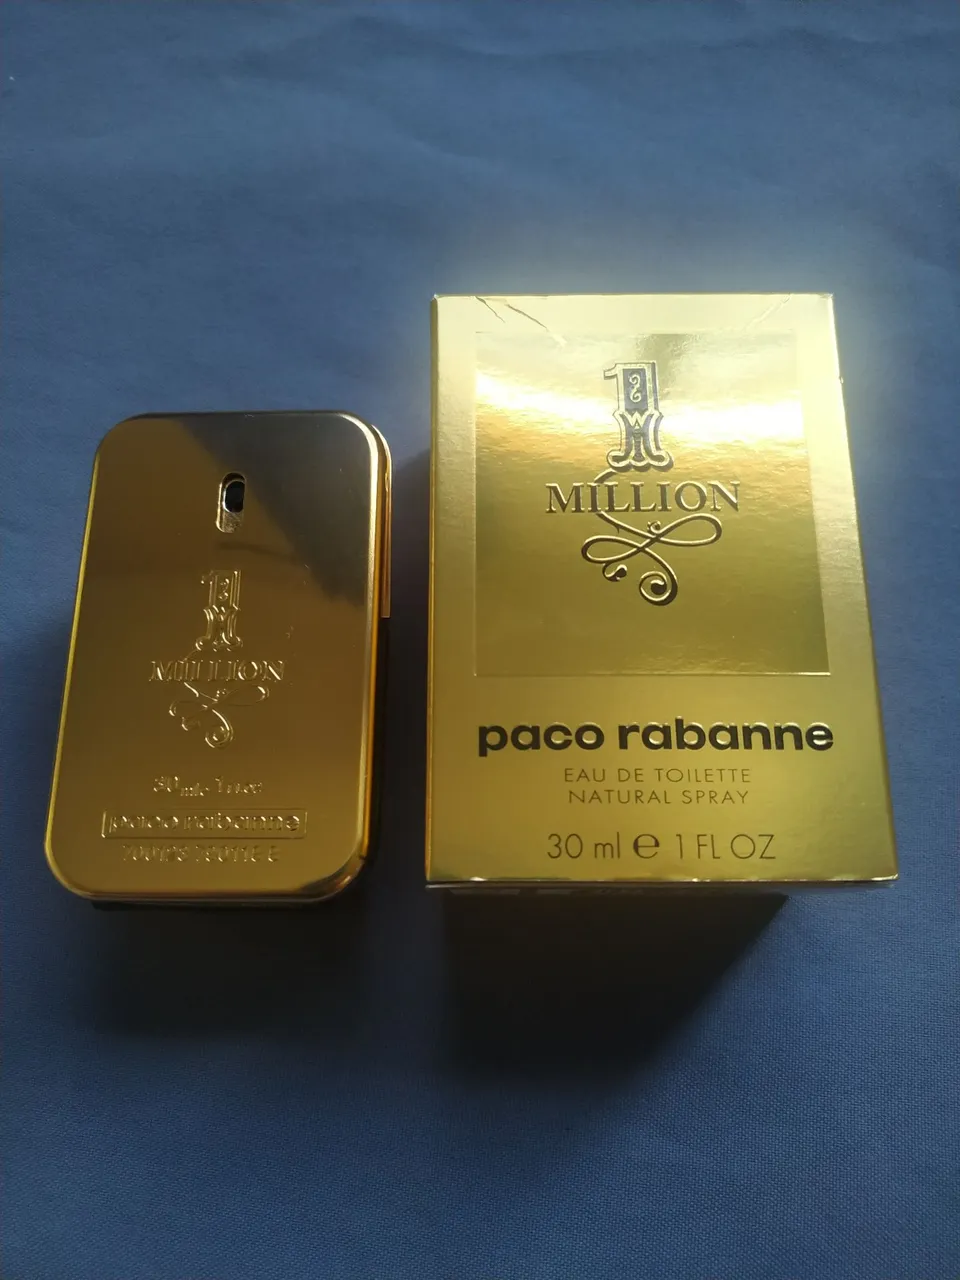 1
MILLION
paco rabanne
1
MILLION
paco rabanne
EAU DE TOILETTE
NATURAL SPRAY
30 ml e 1 FL OZ